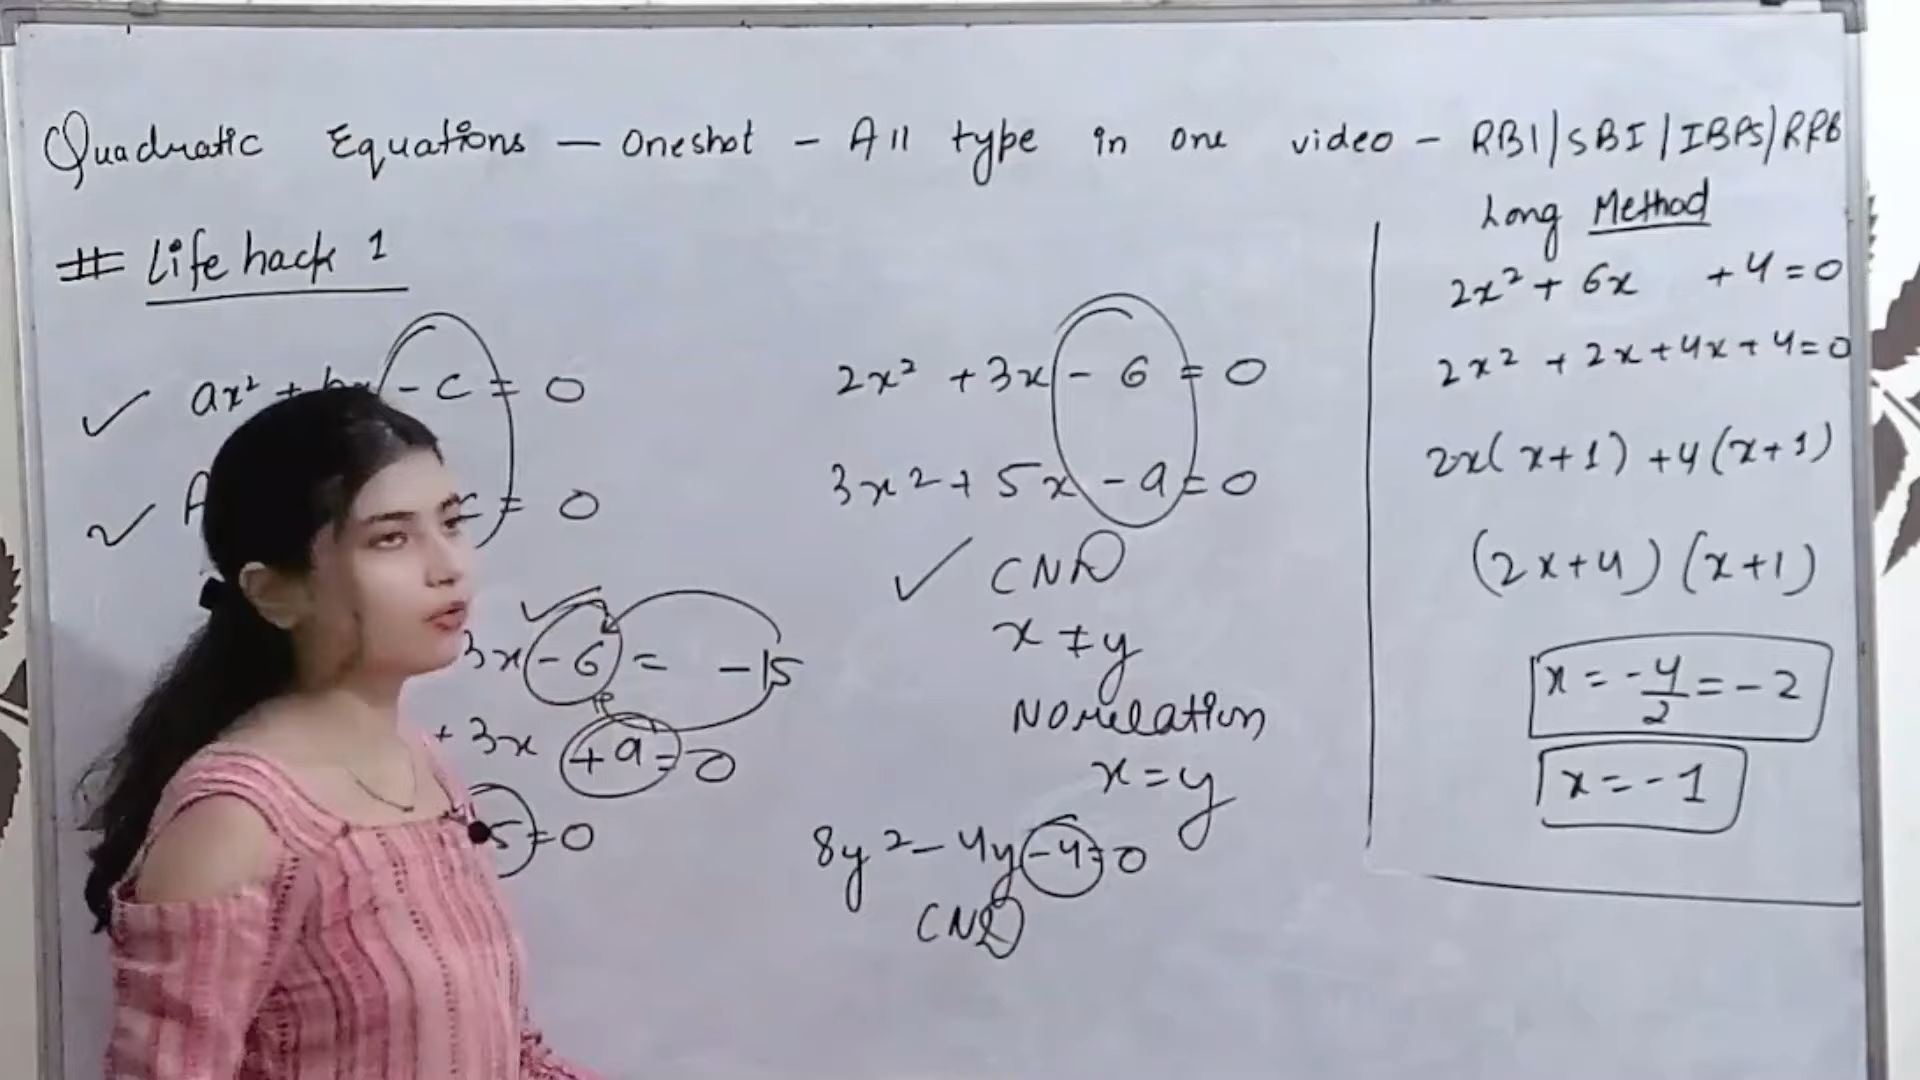 Quadratic Equations — Oneshot - All type in one video - RBI/SBI/IBPS/RRB
# Life hack 1
ax² + bx - c = 0
A c = 0
3x - 6 = -15
+ 3x + 9 = 0
5 = 0
2x² + 3x - 6 = 0
3x² + 5x - 9 = 0
✓ CND
x ≠ y
No relation
x = y
8y² - 4y - 4 = 0
CND
Long Method
2x² + 6x + 4 = 0
2x² + 2x + 4x + 4 = 0
2x(x+1) + 4(x+1)
(2x+4) (x+1)
x = -4/2 = -2
x = -1